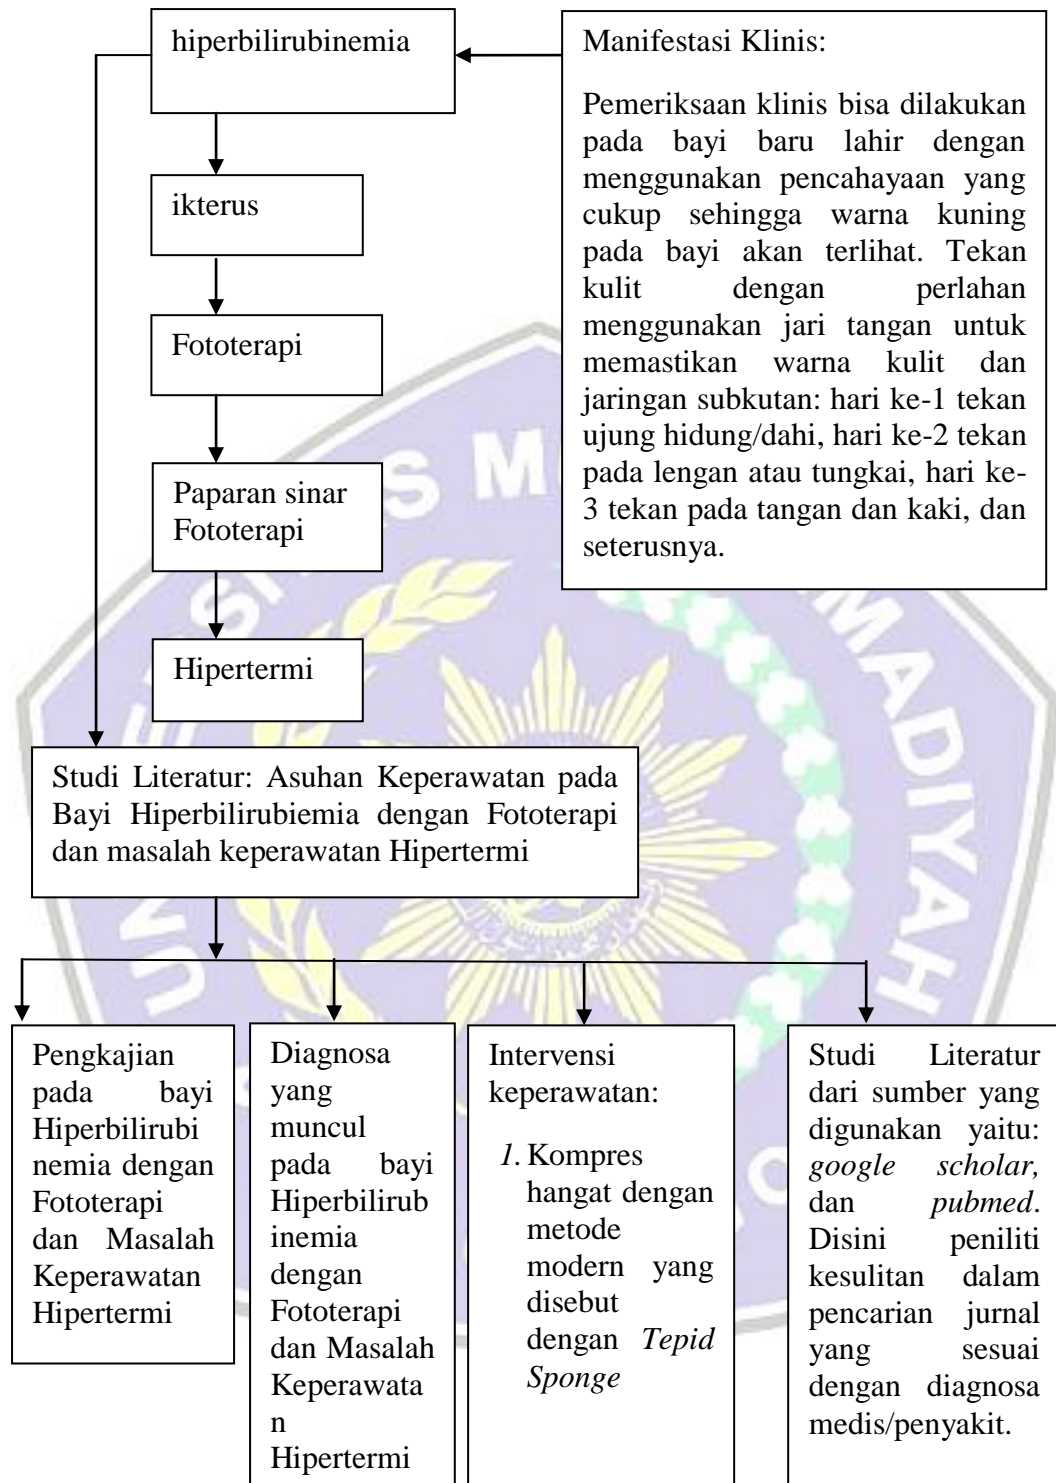 hiperbilirubinemia
Manifestasi Klinis:
Pemeriksaan klinis bisa dilakukan
pada bayi baru lahir dengan
menggunakan pencahayaan yang
cukup sehingga warna kuning
pada bayi akan terlihat. Tekan
kulit dengan perlahan
menggunakan jari tangan untuk
memastikan warna kulit dan
jaringan subkutan: hari ke-1 tekan
ujung hidung/dahi, hari ke-2 tekan
pada lengan atau tungkai, hari ke-
3 tekan pada tangan dan kaki, dan
seterusnya.
ikterus
Fototerapi
Paparan sinar
Fototerapi
Hipertermi
Studi Literatur: Asuhan Keperawatan pada
Bayi Hiperbilirubiemia dengan Fototerapi
dan masalah keperawatan Hipertermi
Pengkajian
pada bayi
Hiperbilirubi
nemia dengan
Fototerapi
dan Masalah
Keperawatan
Hipertermi
Diagnosa
yang
muncul
pada bayi
Hiperbilirub
inemia
dengan
Fototerapi
dan Masalah
Keperawata
n
Hipertermi
Intervensi
keperawatan:
1. Kompres
hangat dengan
metode
modern yang
disebut
dengan Tepid
Sponge
Studi Literatur
dari sumber yang
digunakan yaitu:
google scholar,
dan pubmed.
Disini peniliti
kesulitan dalam
pencarian jurnal
yang sesuai
dengan diagnosa
medis/penyakit.